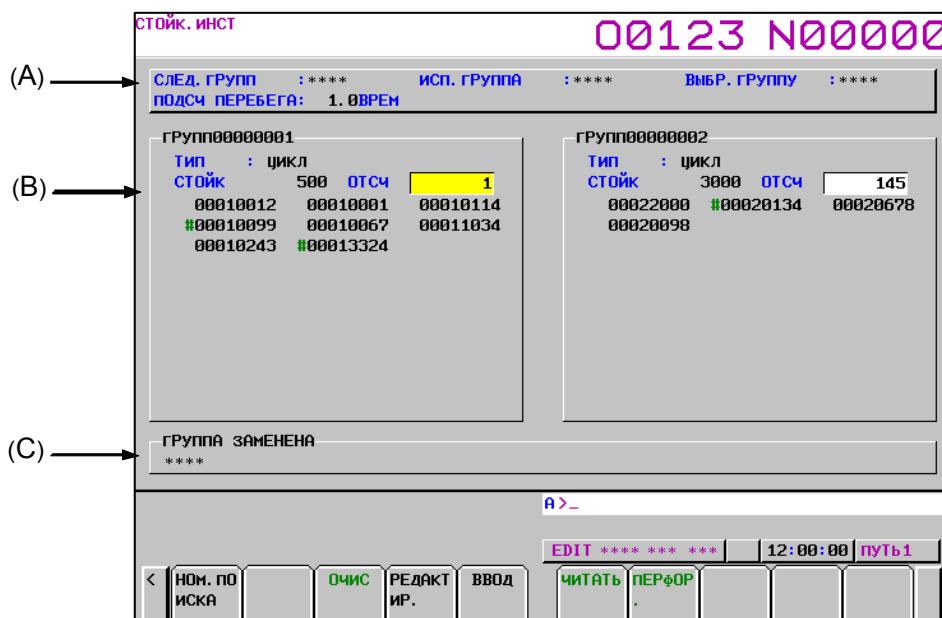 СТОЙК. ИНСТ
O0123 N00000
(A)
СЛЕД. ГРУПП :**** ИСП. ГРУППА :**** ВЫБР. ГРУППУ :****
ПОДСЧ ПЕРЕБЕГА: 1.0ВРЕМ
(B)
ГРУПП00000001
ТИП : ЦИКЛ
СТОЙК 500 ОТСЧ 1
00010012 00010001 00010114
#00010099 00010067 00011034
00010243 #00013324
ГРУПП00000002
ТИП : ЦИКЛ
СТОЙК 3000 ОТСЧ 145
00022000 #00020134 00020678
00020098
(C)
ГРУППА ЗАМЕНЕНА
****
A>_
EDIT **** *** *** 12:00:00 ПУТЬ1
< НОМ. ПО ОЧИС РЕДАКТ ВВОД ЧИТАТЬ ПЕРФОР
ИСКА ИР. .